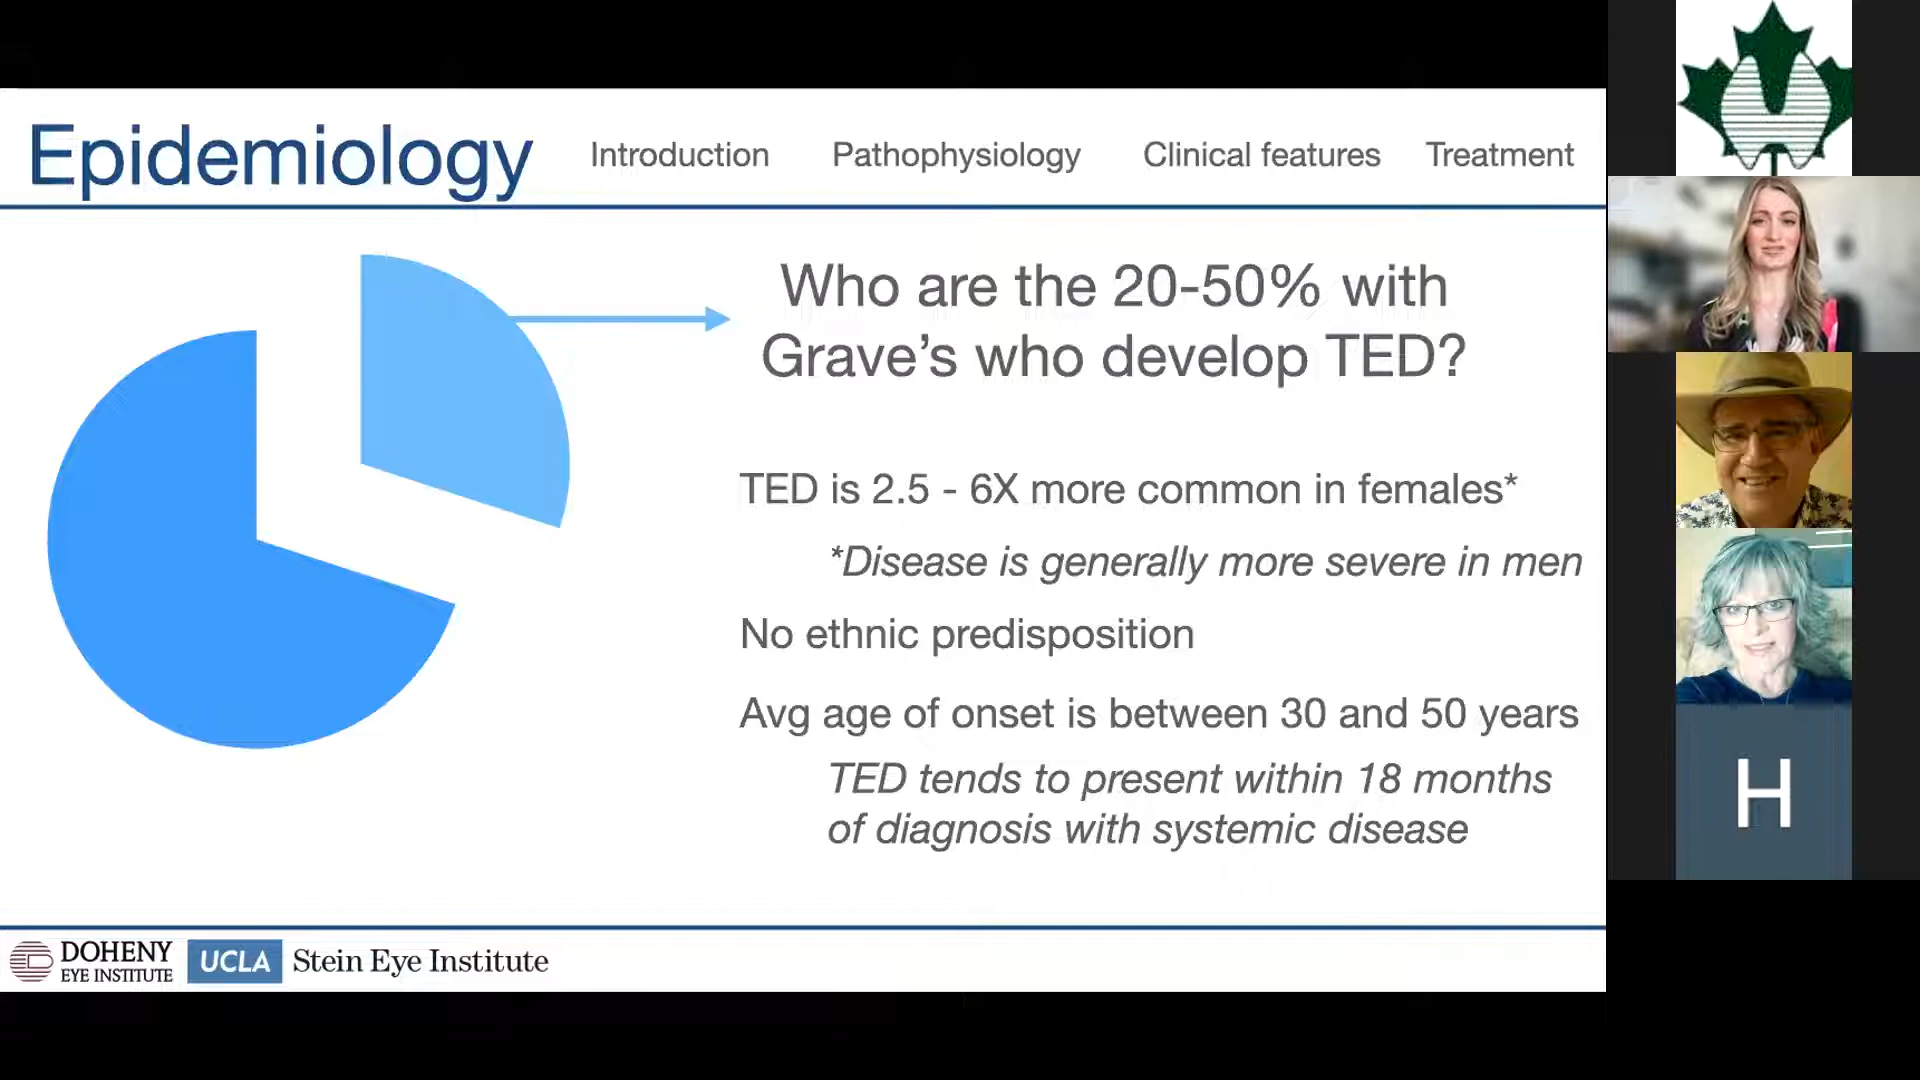 Epidemiology
Introduction
Pathophysiology
Clinical features
Treatment
Who are the 20-50% with
Grave’s who develop TED?
TED is 2.5 - 6X more common in females*
*Disease is generally more severe in men
No ethnic predisposition
Avg age of onset is between 30 and 50 years
TED tends to present within 18 months
of diagnosis with systemic disease
DOHENY
EYE INSTITUTE
UCLA
Stein Eye Institute
H